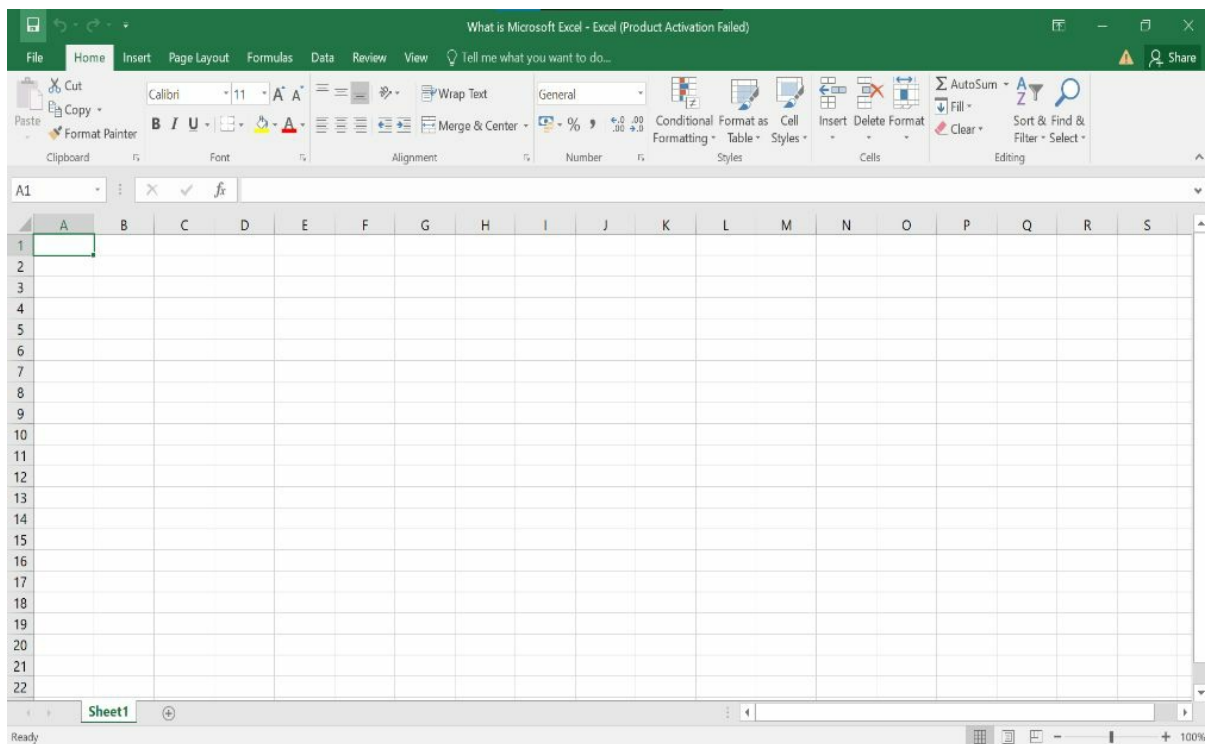 What is Microsoft Excel - Excel (Product Activation Failed)
File Home Insert Page Layout Formulas Data Review View Tell me what you want to do... Share
Paste
Cut
Copy
Format Painter
Clipboard
Calibri 11 A A
B I U A
Font
Wrap Text
Merge & Center
Alignment
General
% , .0 .00 .00 .0
Number
Conditional Formatting
Format as Table
Cell Styles
Styles
Insert Delete Format
Cells
AutoSum
Fill
Clear
A Z
Sort & Filter
Find & Select
Editing
A1 fx
A B C D E F G H I J K L M N O P Q R S
1
2
3
4
5
6
7
8
9
10
11
12
13
14
15
16
17
18
19
20
21
22
Sheet1
Ready 100%